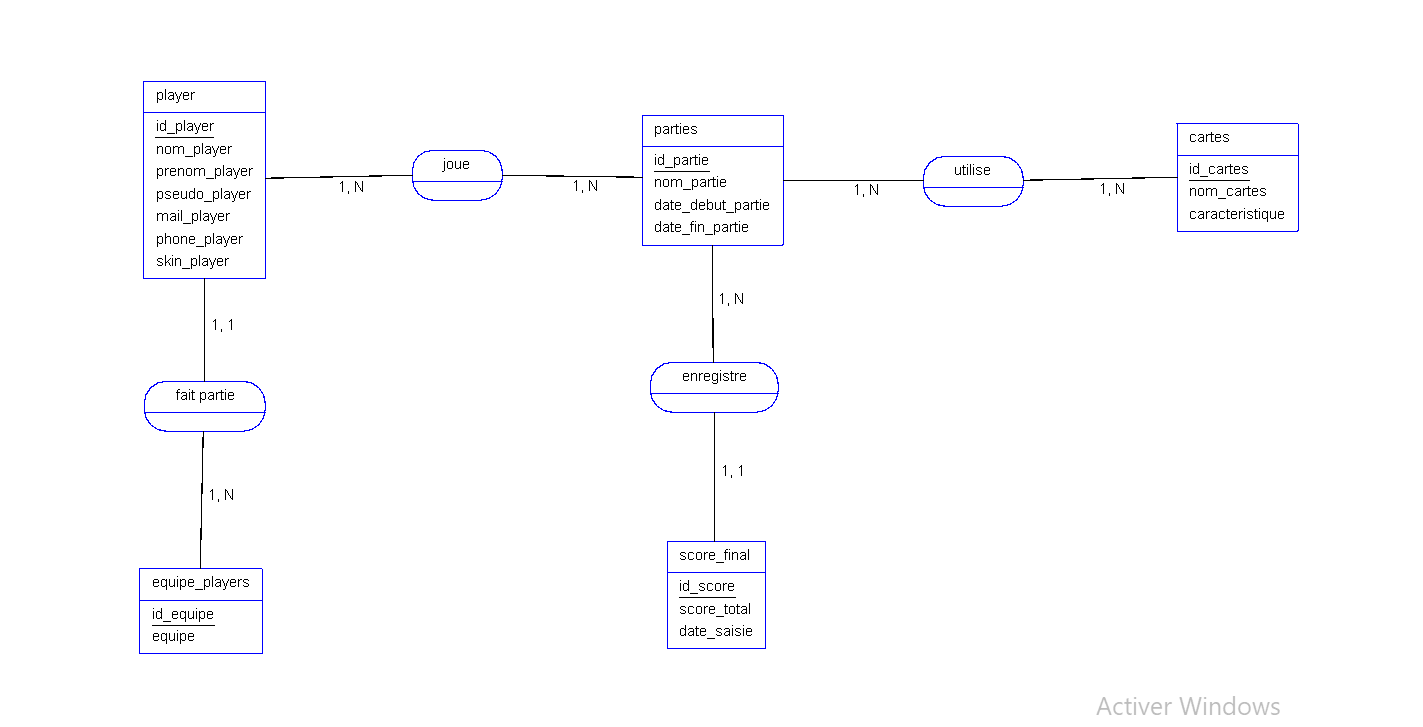 player
id_player
nom_player
prenom_player
pseudo_player
mail_player
phone_player
skin_player
1, N
joue
1, N
parties
id_partie
nom_partie
date_debut_partie
date_fin_partie
1, N
utilise
1, N
cartes
id_cartes
nom_cartes
caracteristique
1, 1
fait partie
1, N
equipe_players
id_equipe
equipe
1, N
enregistre
1, 1
score_final
id_score
score_total
date_saisie
Activer Windows